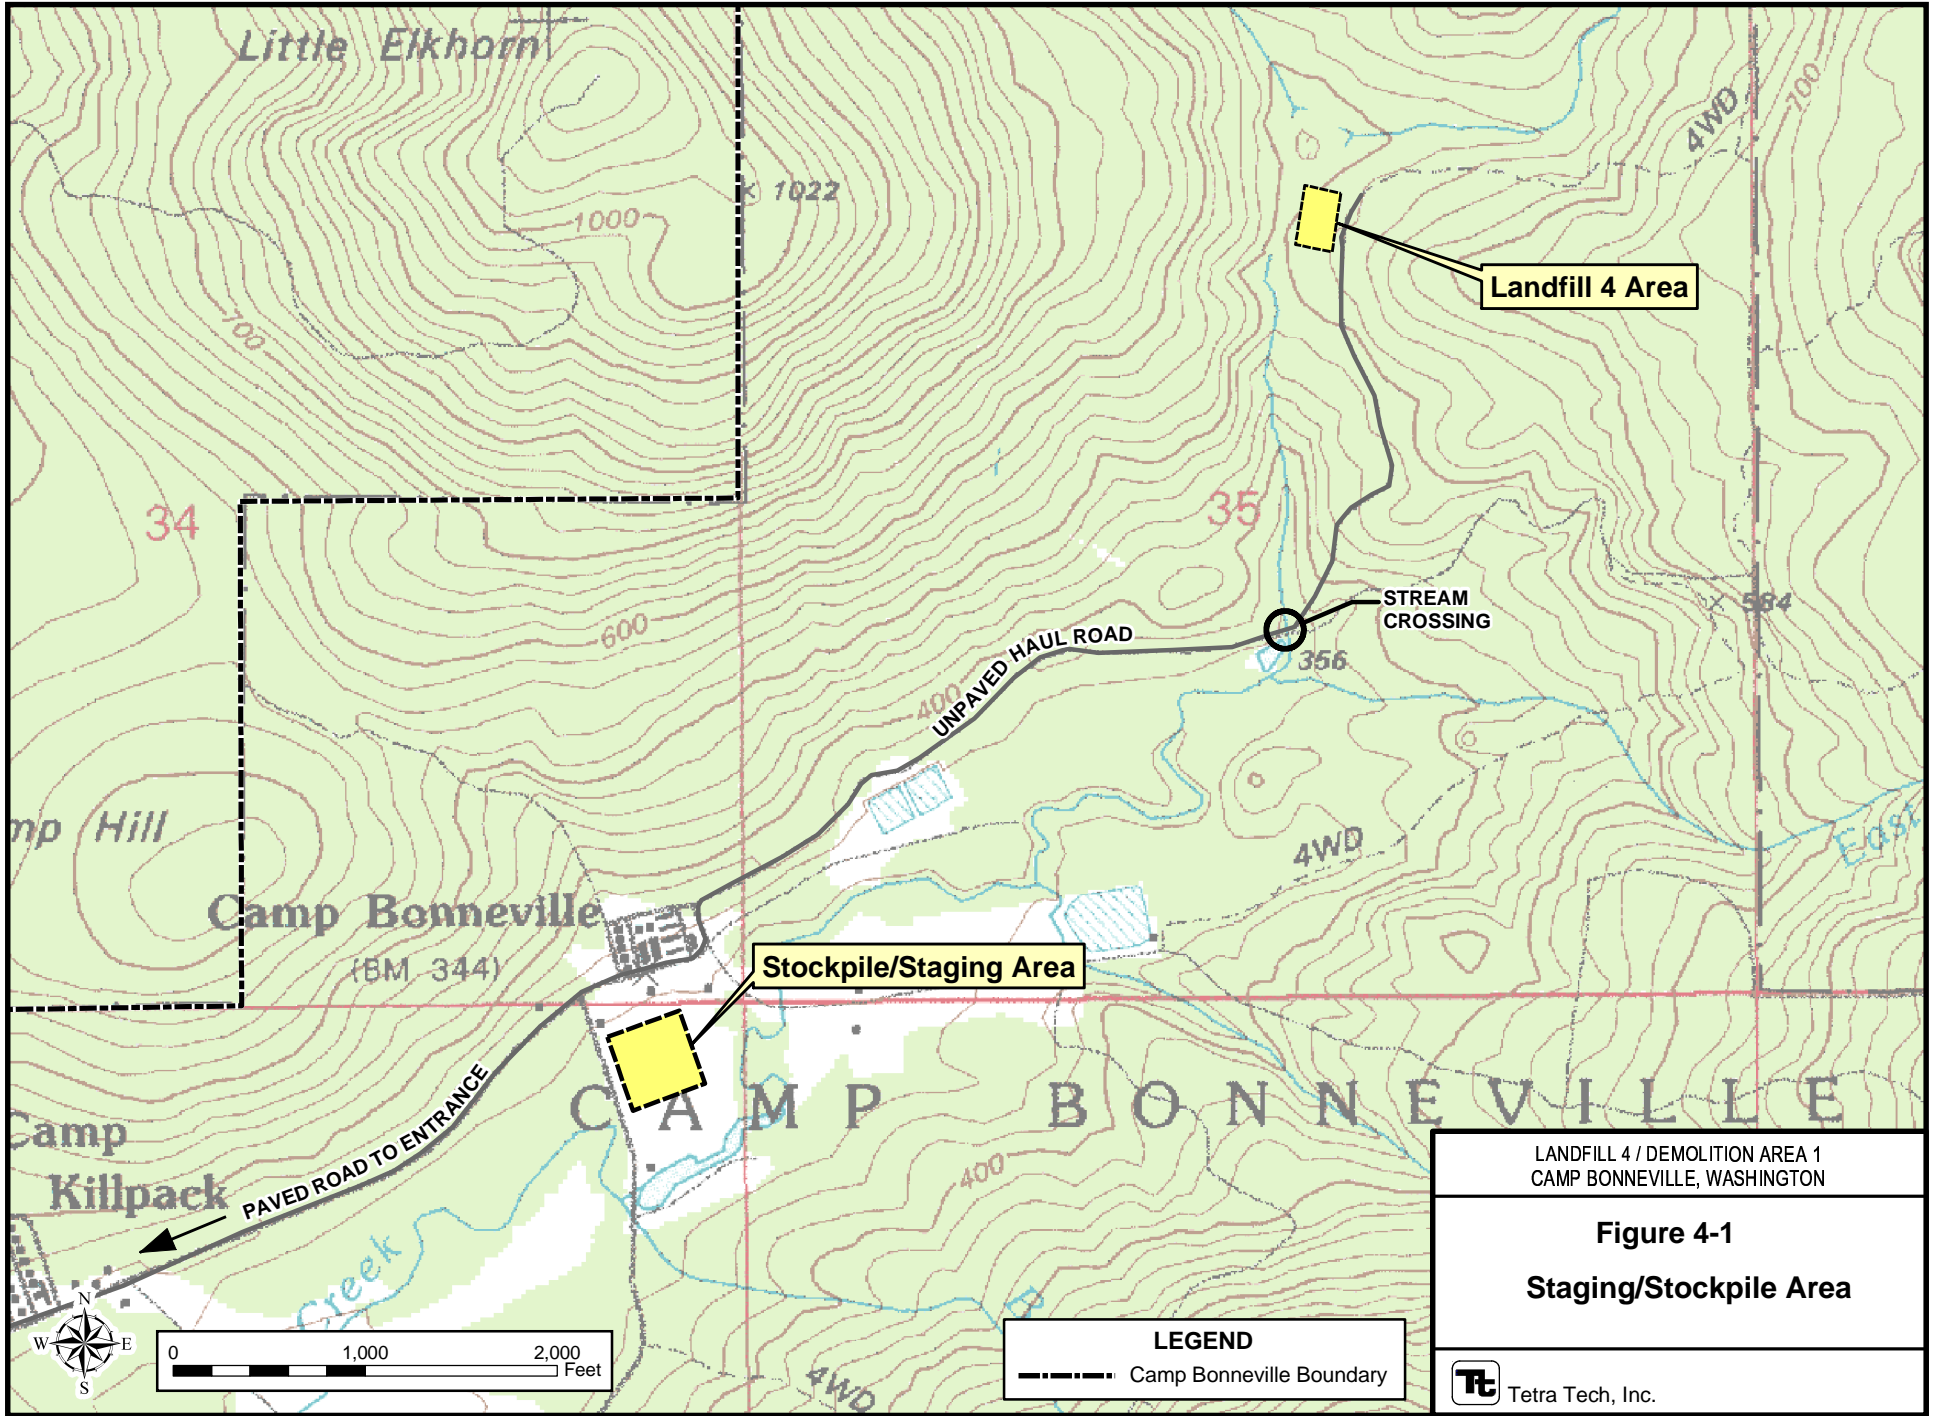 Little Elkhorn
4WD
700
1022
1000
Landfill 4 Area
700
34
35
STREAM
CROSSING
584
600
UNPAVED HAUL ROAD
356
400
mp Hill
4WD
East
Camp Bonneville
(BM 344)
Stockpile/Staging Area
PAVED ROAD TO ENTRANCE
CAMP BONNEVILLE
Camp
Killpack
400
Creek
N
W E
S
0 1,000 2,000
Feet
4WD
LEGEND
Camp Bonneville Boundary
LANDFILL 4 / DEMOLITION AREA 1
CAMP BONNEVILLE, WASHINGTON
Figure 4-1
Staging/Stockpile Area
Tt Tetra Tech, Inc.